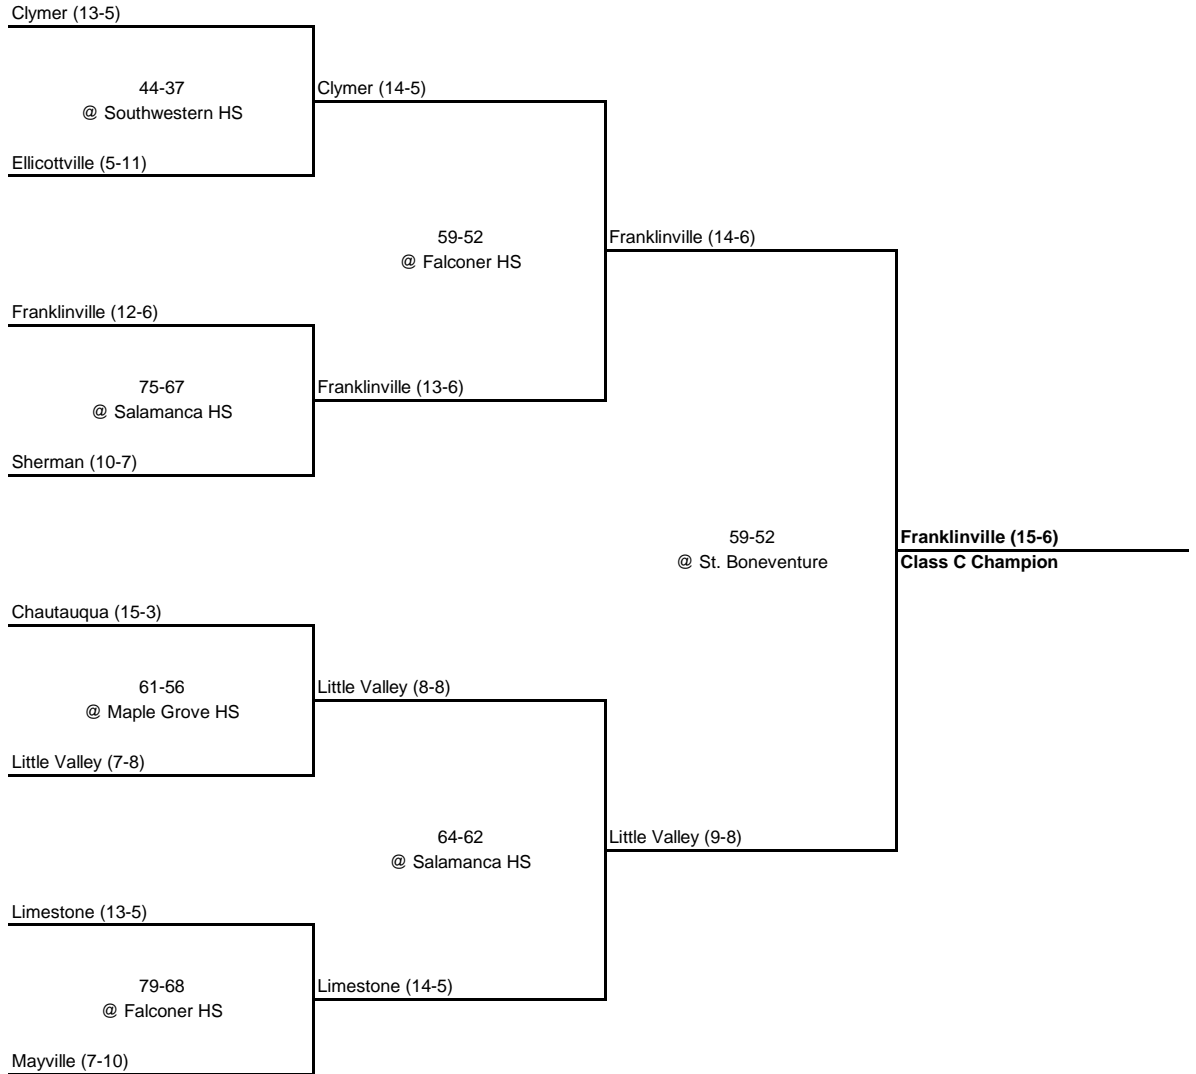 Clymer (13-5)
44-37
@ Southwestern HS
Clymer (14-5)
Ellicottville (5-11)
59-52
@ Falconer HS
Franklinville (14-6)
Franklinville (12-6)
75-67
@ Salamanca HS
Franklinville (13-6)
Sherman (10-7)
59-52
@ St. Boneventure
Franklinville (15-6)
Class C Champion
Chautauqua (15-3)
61-56
@ Maple Grove HS
Little Valley (8-8)
Little Valley (7-8)
64-62
@ Salamanca HS
Little Valley (9-8)
Limestone (13-5)
79-68
@ Falconer HS
Limestone (14-5)
Mayville (7-10)